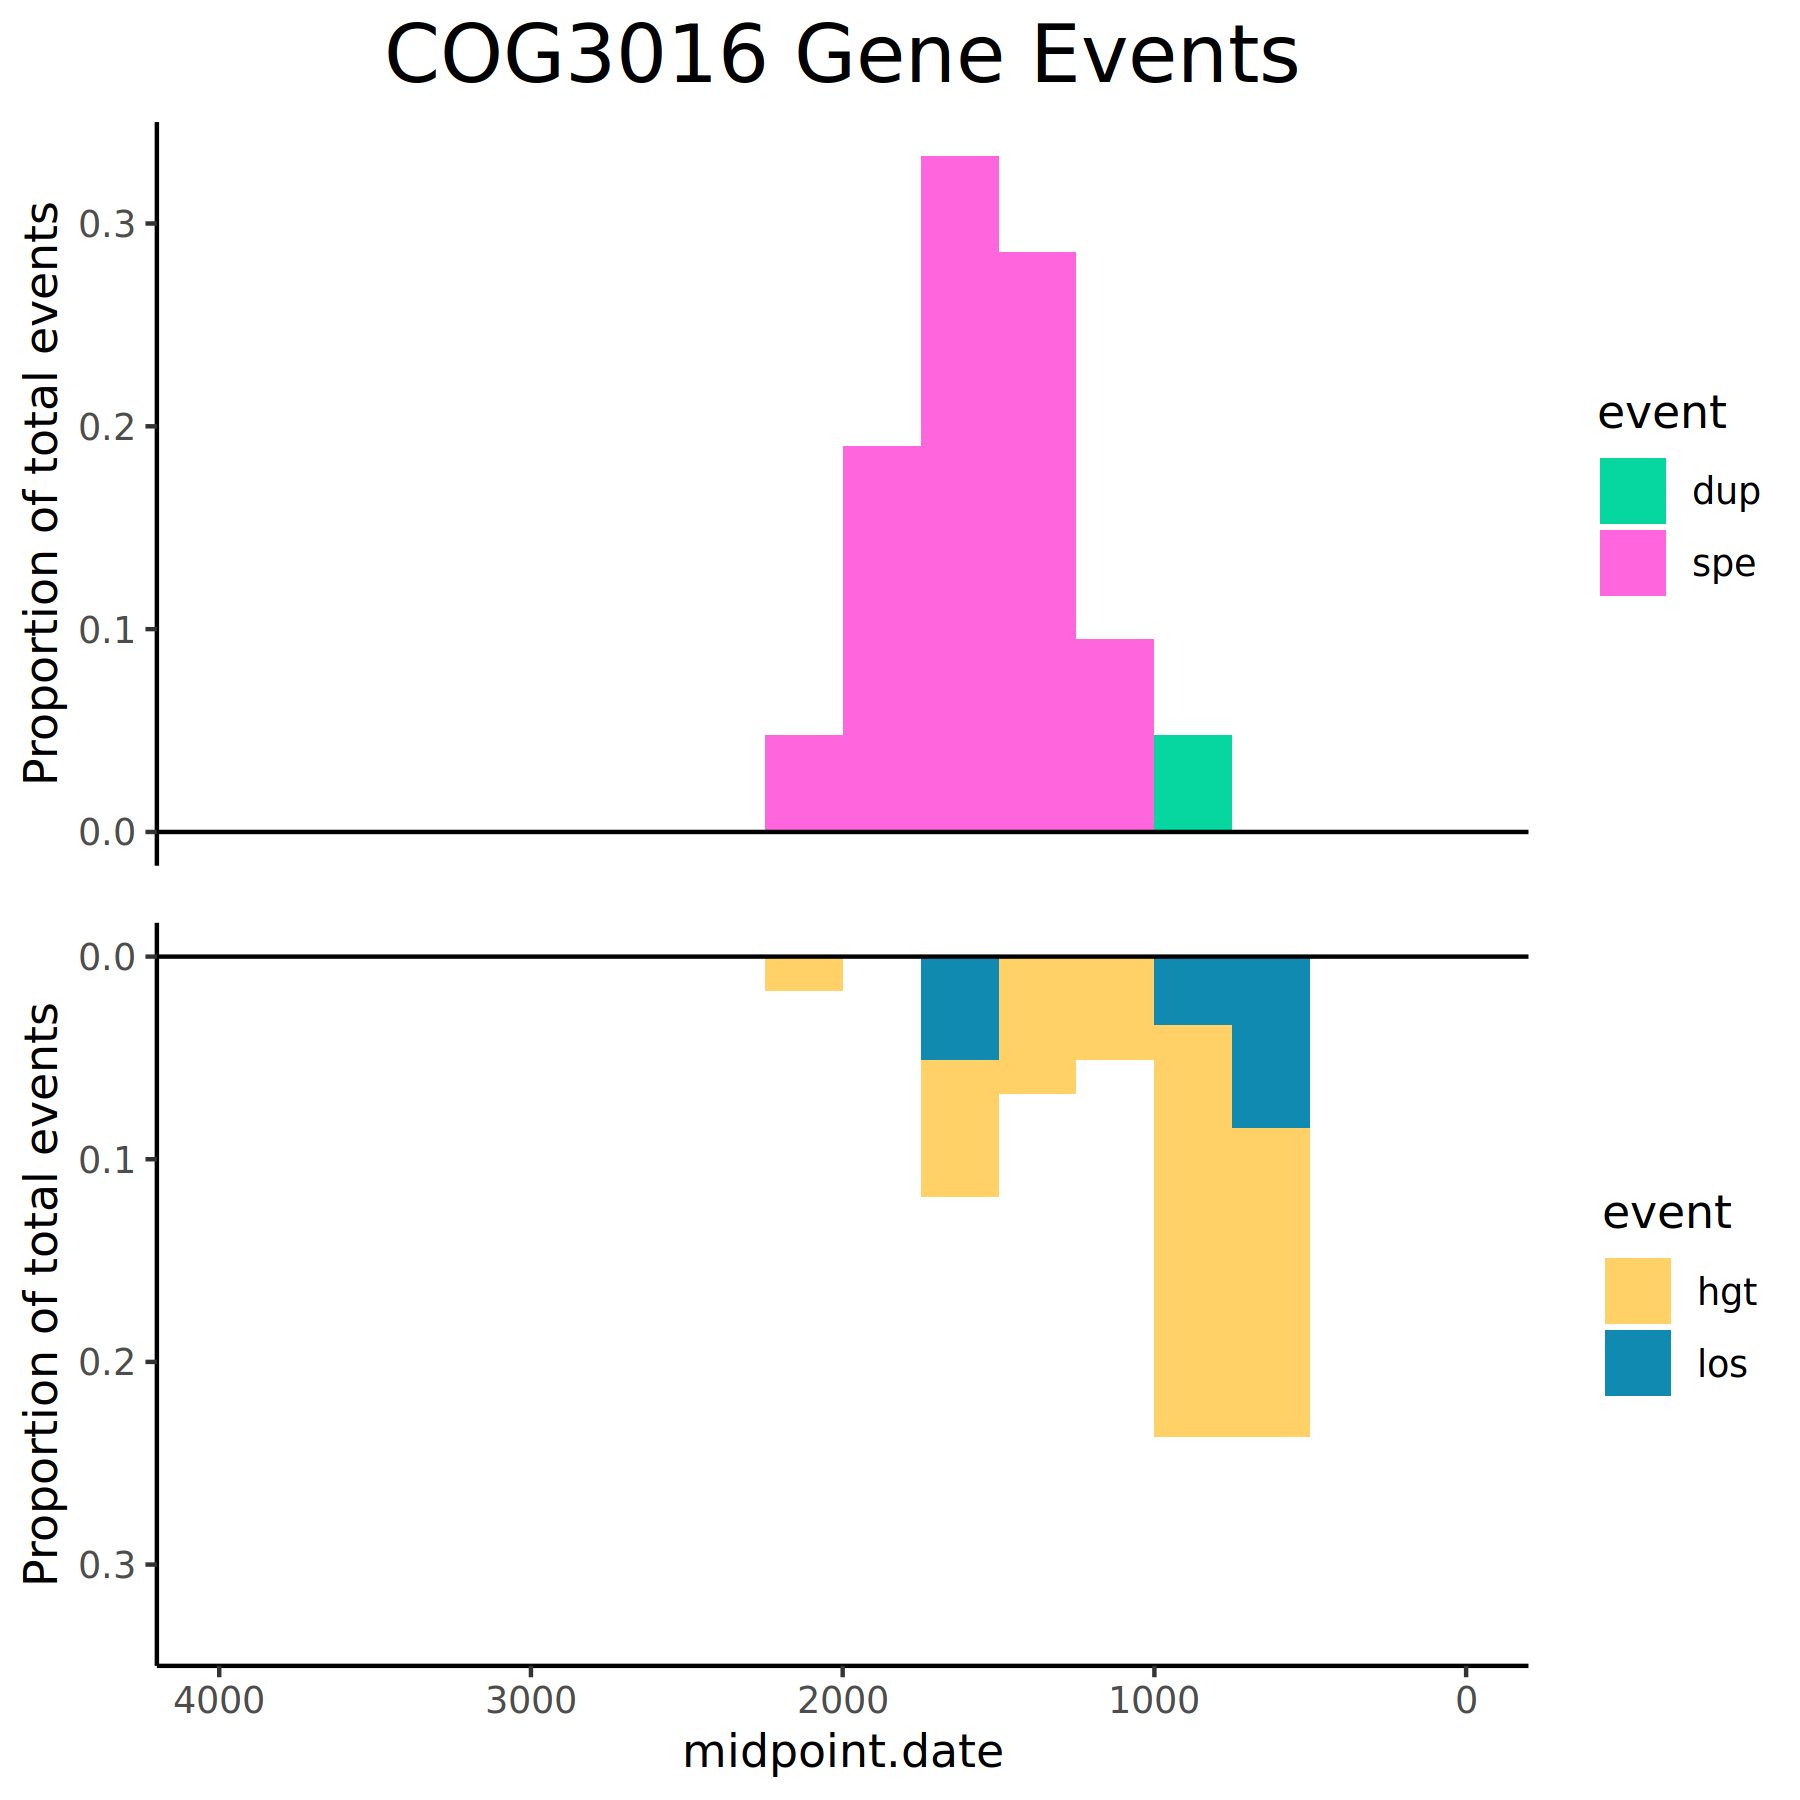 COG3016 Gene Events
Proportion of total events
0.3
0.2
0.1
0.0
event
dup
spe
Proportion of total events
0.0
0.1
0.2
0.3
event
hgt
los
4000 3000 2000 1000 0
midpoint.date